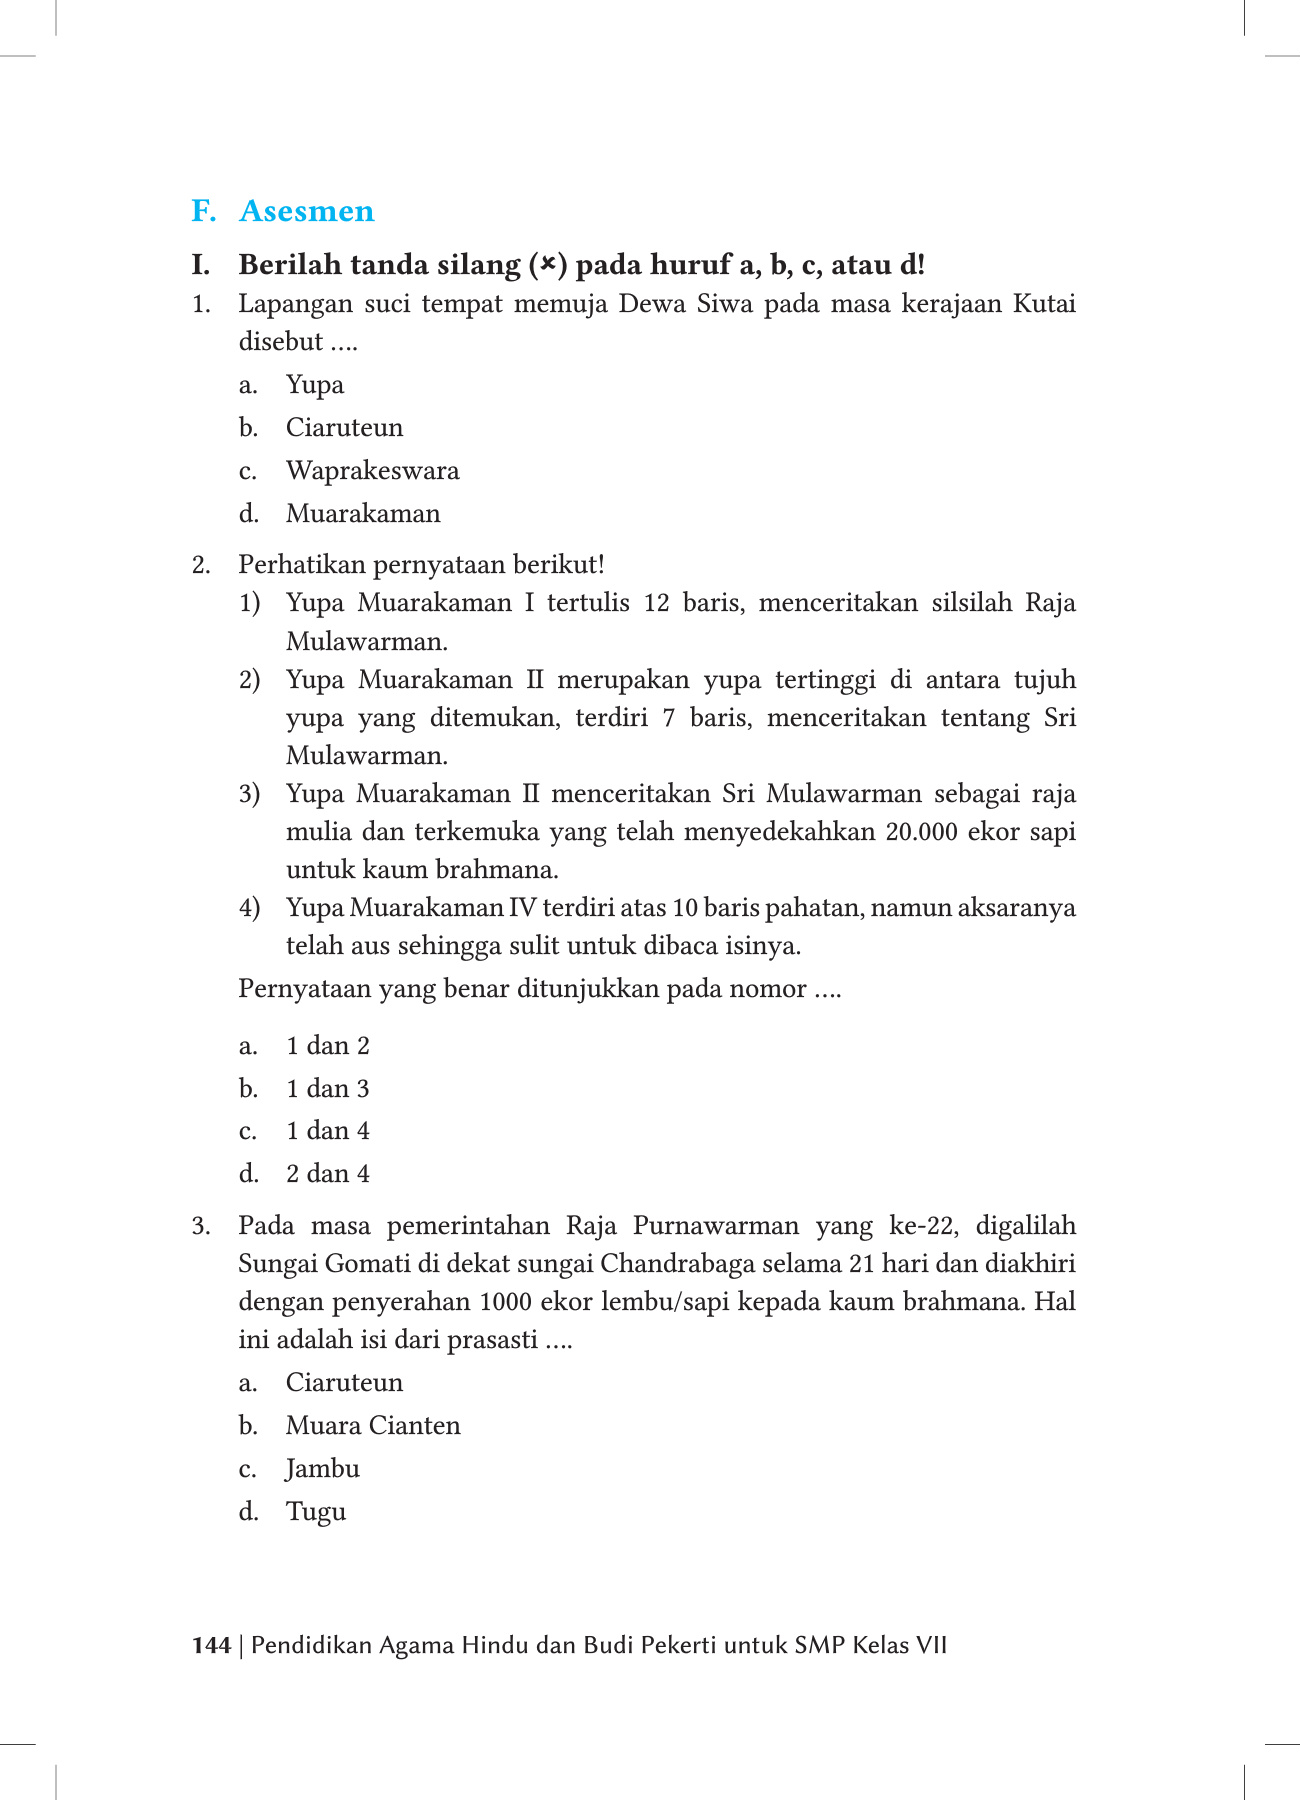 F. Asesmen
I. Berilah tanda silang (×) pada huruf a, b, c, atau d!
1. Lapangan suci tempat memuja Dewa Siwa pada masa kerajaan Kutai
disebut ....
a. Yupa
b. Ciaruteun
c. Waprakeswara
d. Muarakaman
2. Perhatikan pernyataan berikut!
1) Yupa Muarakaman I tertulis 12 baris, menceritakan silsilah Raja
Mulawarman.
2) Yupa Muarakaman II merupakan yupa tertinggi di antara tujuh
yupa yang ditemukan, terdiri 7 baris, menceritakan tentang Sri
Mulawarman.
3) Yupa Muarakaman II menceritakan Sri Mulawarman sebagai raja
mulia dan terkemuka yang telah menyedekahkan 20.000 ekor sapi
untuk kaum brahmana.
4) Yupa Muarakaman IV terdiri atas 10 baris pahatan, namun aksaranya
telah aus sehingga sulit untuk dibaca isinya.
Pernyataan yang benar ditunjukkan pada nomor ....
a. 1 dan 2
b. 1 dan 3
c. 1 dan 4
d. 2 dan 4
3. Pada masa pemerintahan Raja Purnawarman yang ke-22, digalilah
Sungai Gomati di dekat sungai Chandrabaga selama 21 hari dan diakhiri
dengan penyerahan 1000 ekor lembu/sapi kepada kaum brahmana. Hal
ini adalah isi dari prasasti ....
a. Ciaruteun
b. Muara Cianten
c. Jambu
d. Tugu
144 | Pendidikan Agama Hindu dan Budi Pekerti untuk SMP Kelas VII